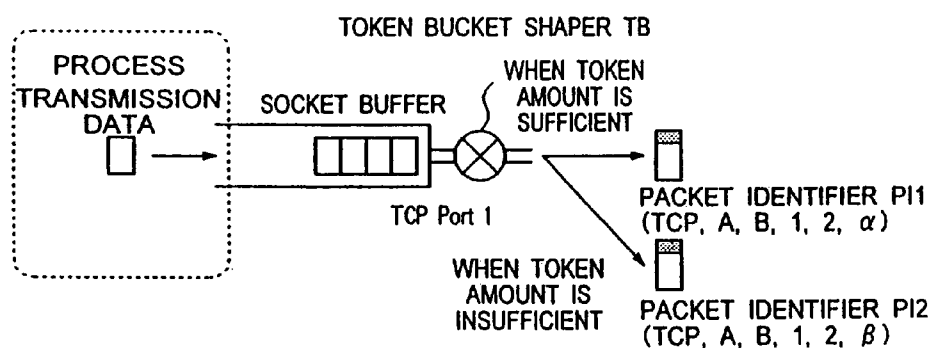 TOKEN BUCKET SHAPER TB
PROCESS
TRANSMISSION
DATA
SOCKET BUFFER
WHEN TOKEN
AMOUNT IS
SUFFICIENT
TCP Port 1
PACKET IDENTIFIER PI1
(TCP, A, B, 1, 2, α)
WHEN TOKEN
AMOUNT IS
INSUFFICIENT
PACKET IDENTIFIER PI2
(TCP, A, B, 1, 2, β)